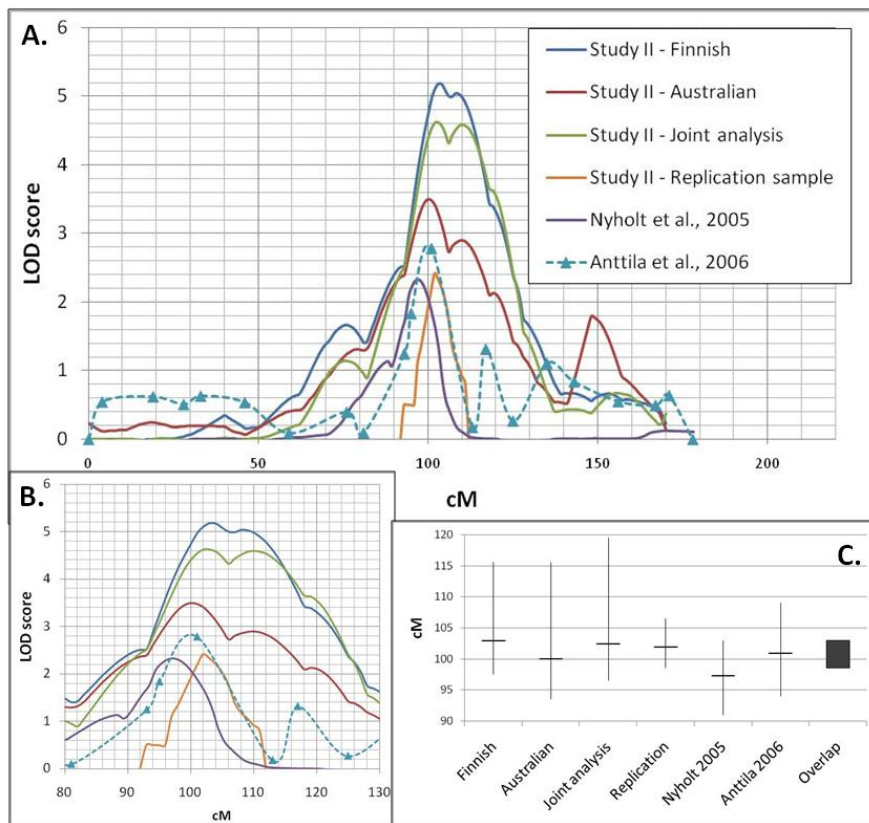 A.
6
5
4
3
2
1
0
LOD score
Study II - Finnish
Study II - Australian
Study II - Joint analysis
Study II - Replication sample
Nyholt et al., 2005
Anttila et al., 2006
0 50 100 150 200
cM
B.
6
5
4
3
2
1
0
LOD score
80 90 100 110 120 130
cM
C.
120
115
110
105
100
95
90
cM
Finnish
Australian
Joint analysis
Replication
Nyholt 2005
Anttila 2006
Overlap